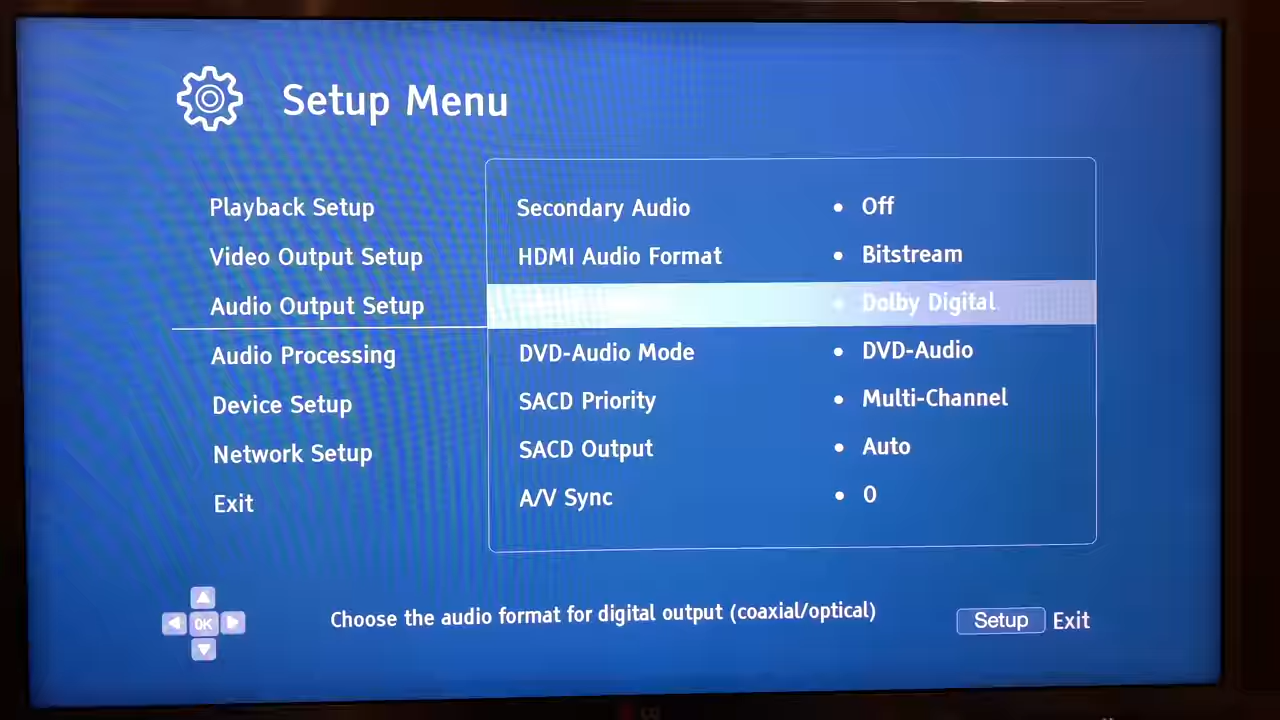 Setup Menu
Playback Setup
Video Output Setup
Audio Output Setup
Audio Processing
Device Setup
Network Setup
Exit
Secondary Audio • Off
HDMI Audio Format • Bitstream
• Dolby Digital
DVD-Audio Mode • DVD-Audio
SACD Priority • Multi-Channel
SACD Output • Auto
A/V Sync • 0
OK
Choose the audio format for digital output (coaxial/optical)
Setup Exit